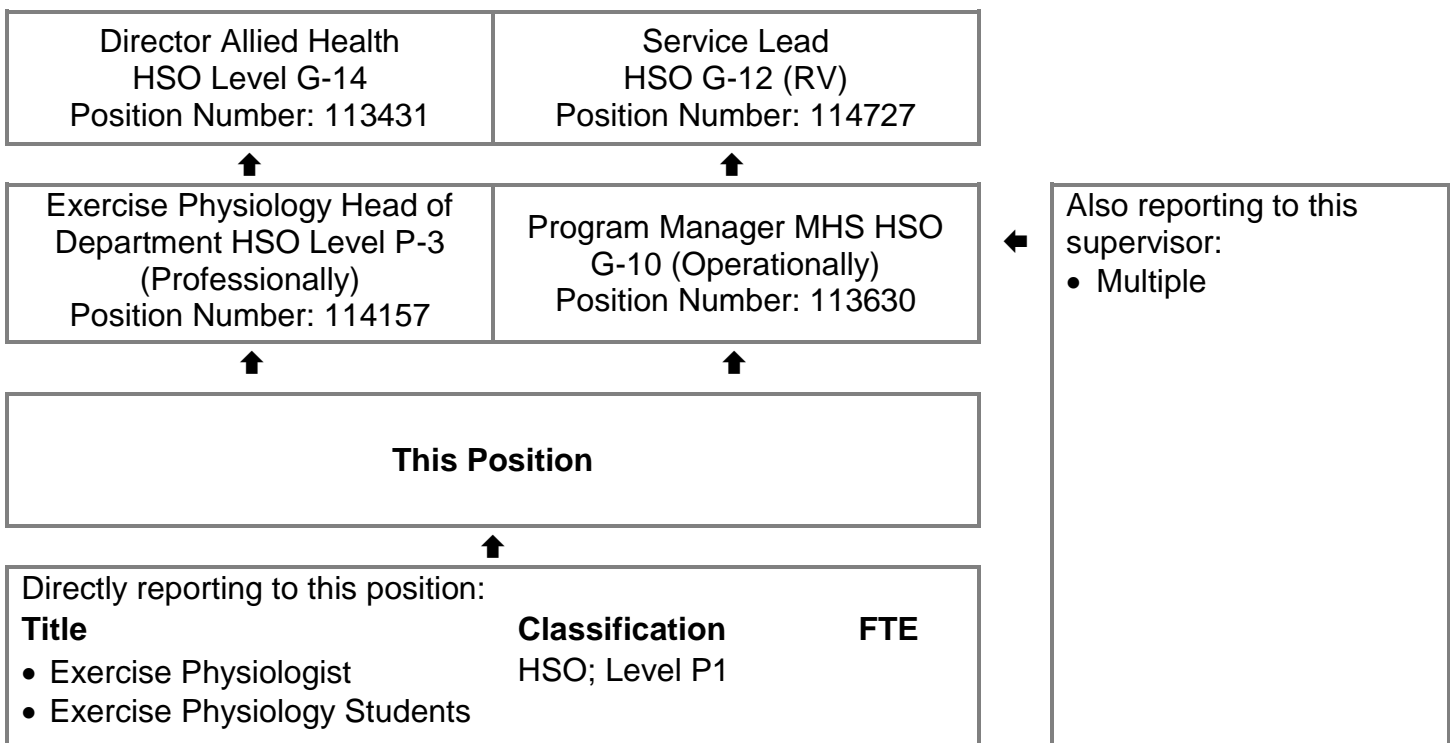 Director Allied Health
HSO Level G-14
Position Number: 113431
Service Lead
HSO G-12 (RV)
Position Number: 114727
Exercise Physiology Head of
Department HSO Level P-3
(Professionally)
Position Number: 114157
Program Manager MHS HSO
G-10 (Operationally)
Position Number: 113630
Also reporting to this
supervisor:
• Multiple
This Position
Directly reporting to this position:
Title Classification FTE
• Exercise Physiologist HSO; Level P1
• Exercise Physiology Students